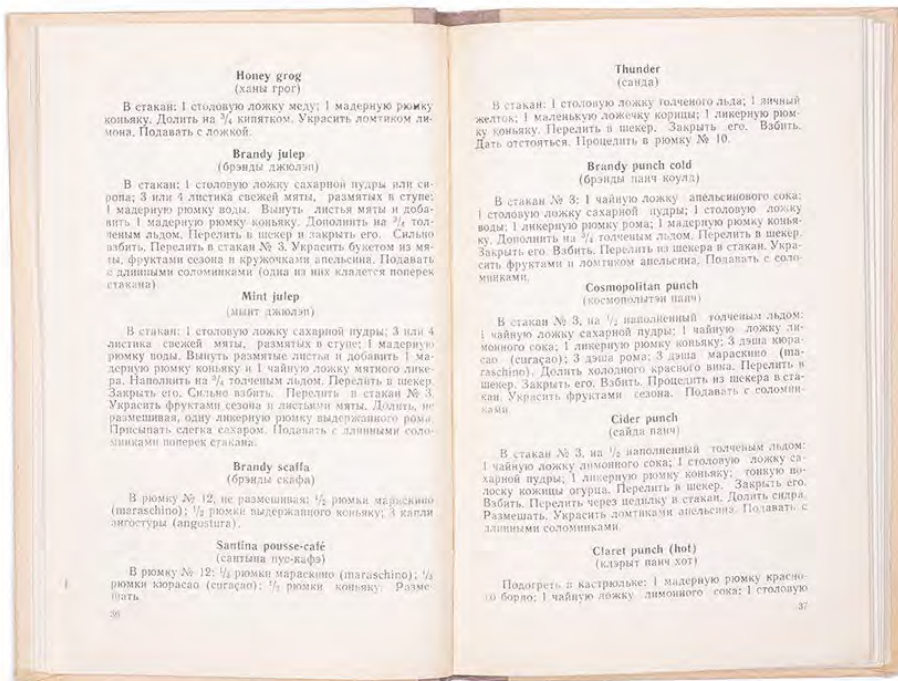 Honey grog
(ханы грог)
В стакан: 1 столовую ложку меду; 1 мадерную рюмку
коньяку. Долить на ¾ кипятком. Украсить ломтиком ли-
мона. Подавать с ложкой.
Brandy julep
(брэнды джюлэп)
В стакан: 1 столовую ложку сахарной пудры или си-
ропа; 3 или 4 листика свежей мяты, размятых в ступе;
1 мадерную рюмку воды. Вынуть листья мяты и доба-
вить 1 мадерную рюмку коньяку. Дополнить на ¾ тол-
ченым льдом. Перелить в шекер и закрыть его. Сильно
взбить. Перелить в стакан № 3. Украсить букетом из мя-
ты, фруктами сезона и кружочками апельсина. Подавать
с длинными соломинками (одна из них кладется поперек
стакана)
Mint julep
(мынт джюлэп)
В стакан: 1 столовую ложку сахарной пудры; 3 или 4
листика свежей мяты, размятых в ступе; 1 мадерную
рюмку воды. Вынуть размятые листья и добавить 1 ма-
дерную рюмку коньяку и 1 чайную ложку мятного лике-
ра. Наполнить на ¾ толченым льдом. Перелить в шекер.
Закрыть его. Сильно взбить. Перелить в стакан № 3.
Украсить фруктами сезона и листьями мяты. Долить, не
размешивая, одну ликерную рюмку выдержанного рома.
Присыпать слегка сахаром. Подавать с длинными соло-
минками поперек стакана.
Brandy scaffa
(брэнды скафа)
В рюмку № 12, не размешивая: ½ рюмки мараскино
(maraschino); ½ рюмки выдержанного коньяку; 3 капли
энгостуры (angostura).
Santina pousse-café
(сантына пус-кафэ)
В рюмку № 12: ⅓ рюмки мараскино (maraschino); ⅓
рюмки кюрасао (curaçao); ⅓ рюмки коньяку. Разме-
шать
36
Thunder
(санда)
В стакан: 1 столовую ложку толченого льда; 1 яичный
желток; 1 маленькую ложечку корицы; 1 ликерную рюм-
ку коньяку. Перелить в шекер. Закрыть его. Взбить.
Дать отстояться. Процедить в рюмку № 10.
Brandy punch cold
(брэнды панч коулд)
В стакан № 3: 1 чайную ложку апельсинового сока;
1 столовую ложку сахарной пудры; 1 столовую ложку
воды; 1 ликерную рюмку рома; 1 мадерную рюмку конья-
ку. Дополнить на ¾ толченым льдом. Перелить в шекер.
Закрыть его. Взбить. Перелить из шекера в стакан. Укра-
сить фруктами и ломтиком апельсина. Подавать с соло-
минками.
Cosmopolitan punch
(космополытэн панч)
В стакан № 3, на ½ наполненный толченым льдом:
1 чайную ложку сахарной пудры; 1 чайную ложку ли-
монного сока; 1 ликерную рюмку коньяку; 3 дэша кюра-
сао (curaçao); 3 дэша рома; 3 дэша мараскино (ma-
raschino). Долить холодного красного вина. Перелить в
шекер. Закрыть его. Взбить. Процедить из шекера в ста-
кан. Украсить фруктами сезона. Подавать с соломин-
ками
Cider punch
(сайда панч)
В стакан № 3, на ½ наполненный толченым льдом:
1 чайную ложку лимонного сока; 1 столовую ложку са-
харной пудры; 1 ликерную рюмку коньяку; тонкую по-
лоску кожицы огурца. Перелить в шекер. Закрыть его.
Взбить. Перелить через цедилку в стакан. Долить сидра.
Размешать. Украсить ломтиками апельсина. Подавать с
длинными соломинками
Claret punch (hot)
(клэрыт панч хот)
Подогреть в кастрюльке: 1 мадерную рюмку красно-
го бордо; 1 чайную ложку лимонного сока; 1 столовую
37